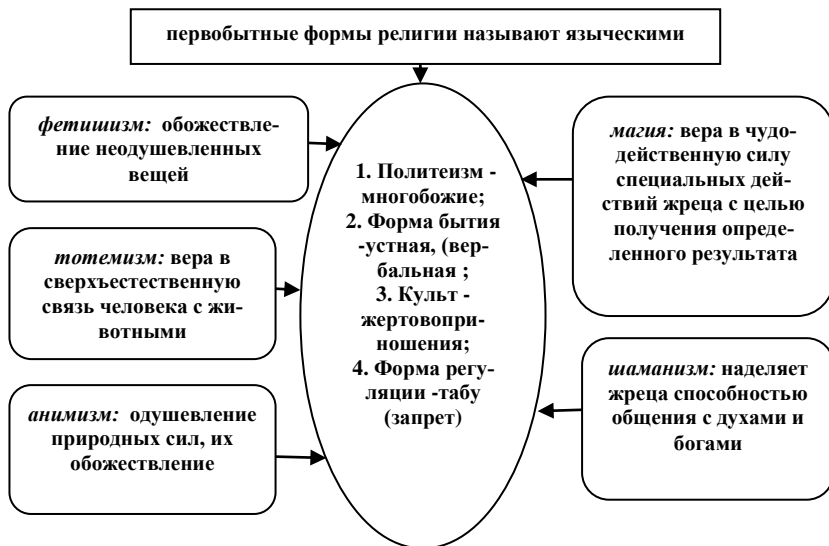 первобытные формы религии называют языческими
фетишизм: обожествле-
ние неодушевленных
вещей
тотемизм: вера в
сверхъестественную
связь человека с жи-
вотными
анимизм: одушевление
природных сил, их
обожествление
1. Политеизм -
многобожие;
2. Форма бытия
-устная, (вер-
бальная ;
3. Культ -
жертовопри-
ношения;
4. Форма регу-
ляции -табу
(запрет)
магия: вера в чудо-
действенную силу
специальных дей-
ствий жреца с целью
получения опреде-
ленного результата
шаманизм: наделяет
жреца способностью
общения с духами и
богами